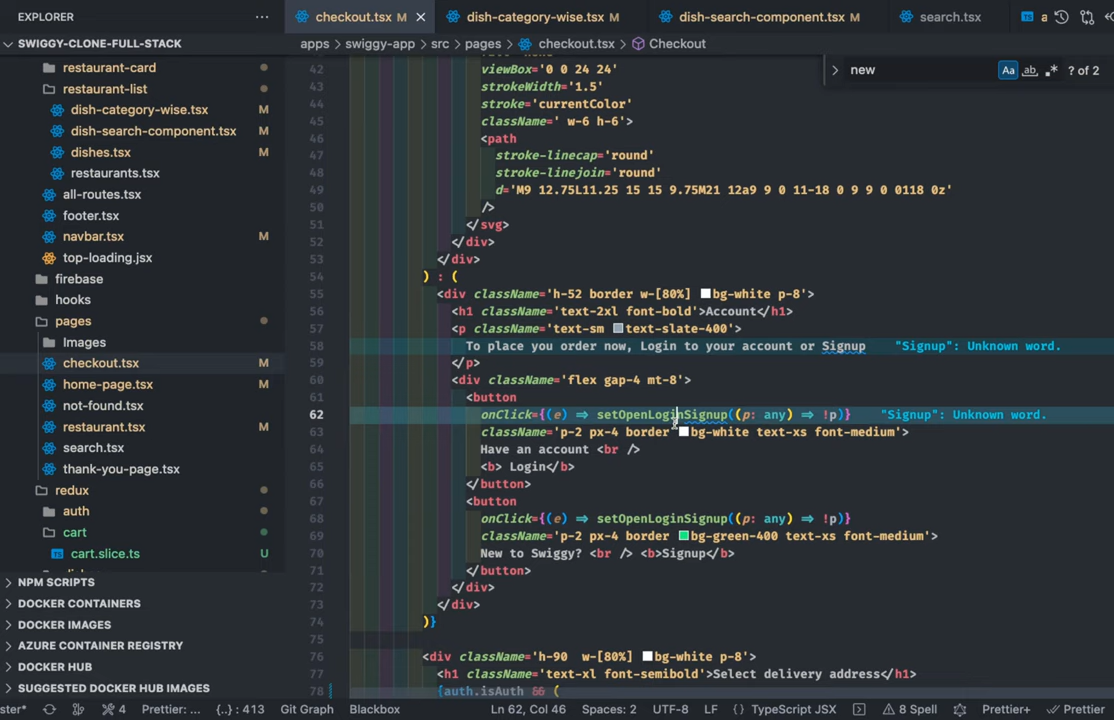 EXPLORER
SWIGGY-CLONE-FULL-STACK
restaurant-card
restaurant-list
dish-category-wise.tsx M
dish-search-component.tsx M
dishes.tsx M
restaurants.tsx
all-routes.tsx
footer.tsx
navbar.tsx M
top-loading.jsx
firebase
hooks
pages
Images
checkout.tsx M
home-page.tsx M
not-found.tsx
restaurant.tsx M
search.tsx
thank-you-page.tsx
redux
auth
cart
cart.slice.ts U
NPM SCRIPTS
DOCKER CONTAINERS
DOCKER IMAGES
AZURE CONTAINER REGISTRY
DOCKER HUB
SUGGESTED DOCKER HUB IMAGES
checkout.tsx M
dish-category-wise.tsx M
dish-search-component.tsx M
search.tsx
a
apps > swiggy-app > src > pages > checkout.tsx > Checkout
new
Aa
ab
? of 2
42 viewBox='0 0 24 24'
43 strokeWidth='1.5'
44 stroke='currentColor'
45 className=' w-6 h-6'>
46 <path
47 stroke-linecap='round'
48 stroke-linejoin='round'
49 d='M9 12.75L11.25 15 15 9.75M21 12a9 9 0 11-18 0 9 9 0 0118 0z'
50 />
51 </svg>
52 </div>
53 </div>
54 ) : (
55 <div className='h-52 border w-[80%] bg-white p-8'>
56 <h1 className='text-2xl font-bold'>Account</h1>
57 <p className='text-sm text-slate-400'>
58 To place you order now, Login to your account or Signup "Signup": Unknown word.
59 </p>
60 <div className='flex gap-4 mt-8'>
61 <button
62 onClick={(e) => setOpenLoginSignup((p: any) => !p)} "Signup": Unknown word.
63 className='p-2 px-4 border bg-white text-xs font-medium'>
64 Have an account <br />
65 <b> Login</b>
66 </button>
67 <button
68 onClick={(e) => setOpenLoginSignup((p: any) => !p)}
69 className='p-2 px-4 border bg-green-400 text-xs font-medium'>
70 New to Swiggy? <br /> <b>Signup</b>
71 </button>
72 </div>
73 </div>
74 )}
75
76 <div className='h-90  w-[80%] bg-white p-8'>
77 <h1 className='text-xl font-semibold'>Select delivery address</h1>
78 {auth.isAuth && (
ster* 4 Prettier: ... {..} : 413 Git Graph Blackbox Ln 62, Col 46 Spaces: 2 UTF-8 LF {} TypeScript JSX 8 Spell Prettier+ Prettier